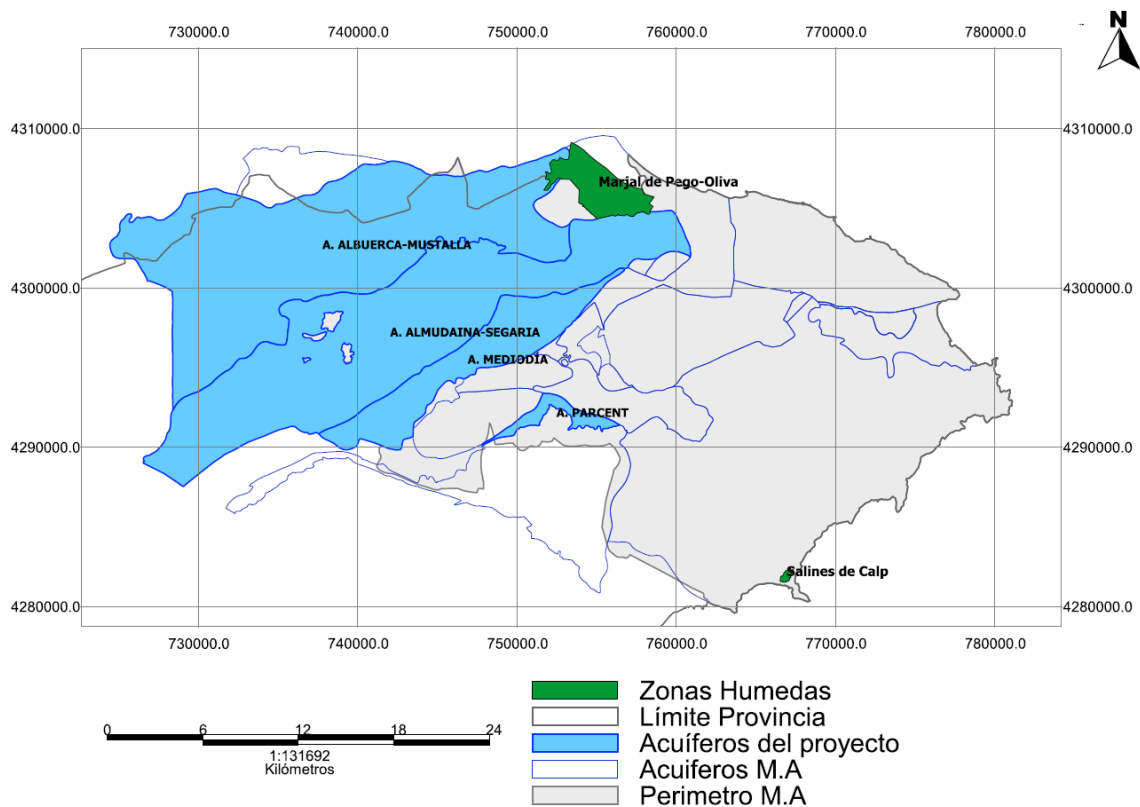 730000.0 740000.0 750000.0 760000.0 770000.0 780000.0
N
4310000.0 4310000.0
Marjal de Pego-Oliva
A. ALBUERCA-MUSTALLA
4300000.0 4300000.0
A. ALMUDAINA-SEGARIA
A. MEDIODIA
A. PARCENT
4290000.0 4290000.0
Salines de Calp
4280000.0 4280000.0
730000.0 740000.0 750000.0 760000.0 770000.0 780000.0
Zonas Humedas
Límite Provincia
0 6 12 18 24
Acuíferos del proyecto
1:131692
Kilómetros
Acuiferos M.A
Perimetro M.A